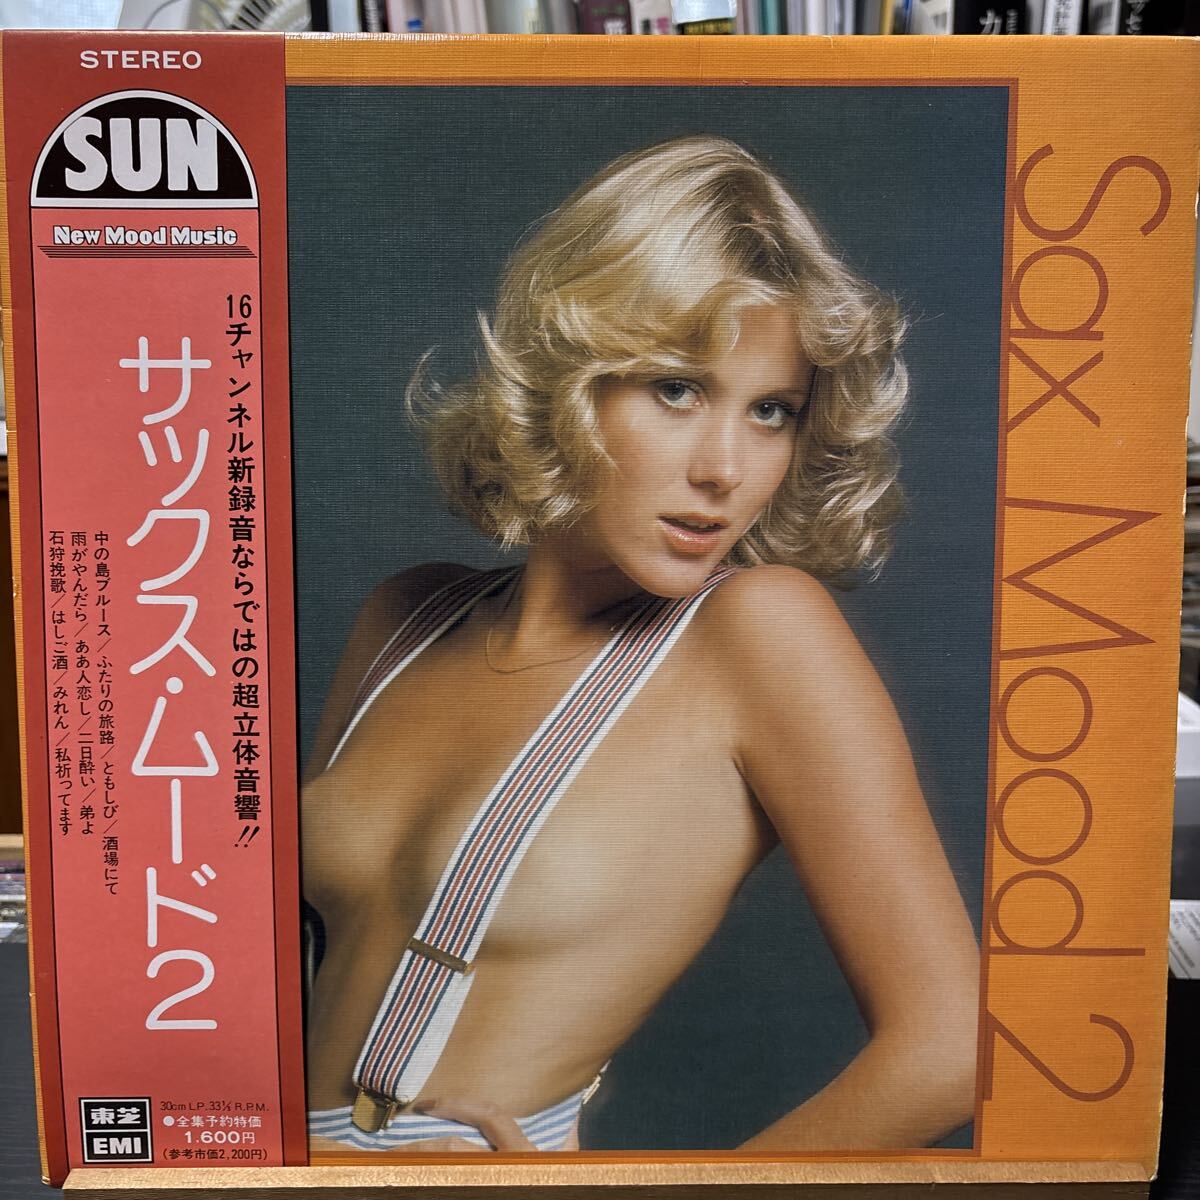 STEREO
SUN
New Mood Music
16チャンネル新録音ならではの超立体音響!!
サックス・ムード2
中の島ブルース/ふたりの旅路/ともしび/酒場にて
雨がやんだら/ああ人恋し/二日酔い/弟よ
石狩挽歌/はしご酒/みれん/私祈ってます
東芝
EMI
30cm LP.33⅓ R.P.M.
●全集予約特価
1,600円
(参考市価2,200円)
Sax Mood 2